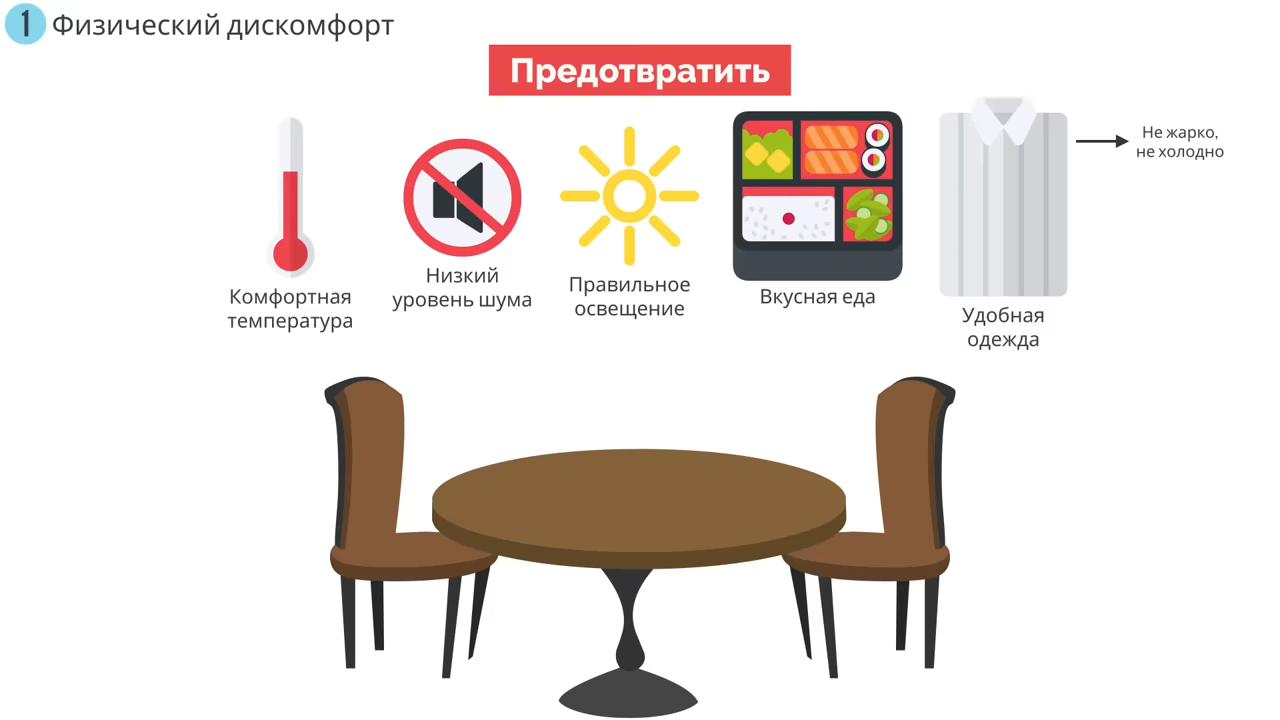 1 Физический дискомфорт
Предотвратить
Комфортная
температура
Низкий
уровень шума
Правильное
освещение
Вкусная еда
Удобная
одежда
Не жарко,
не холодно